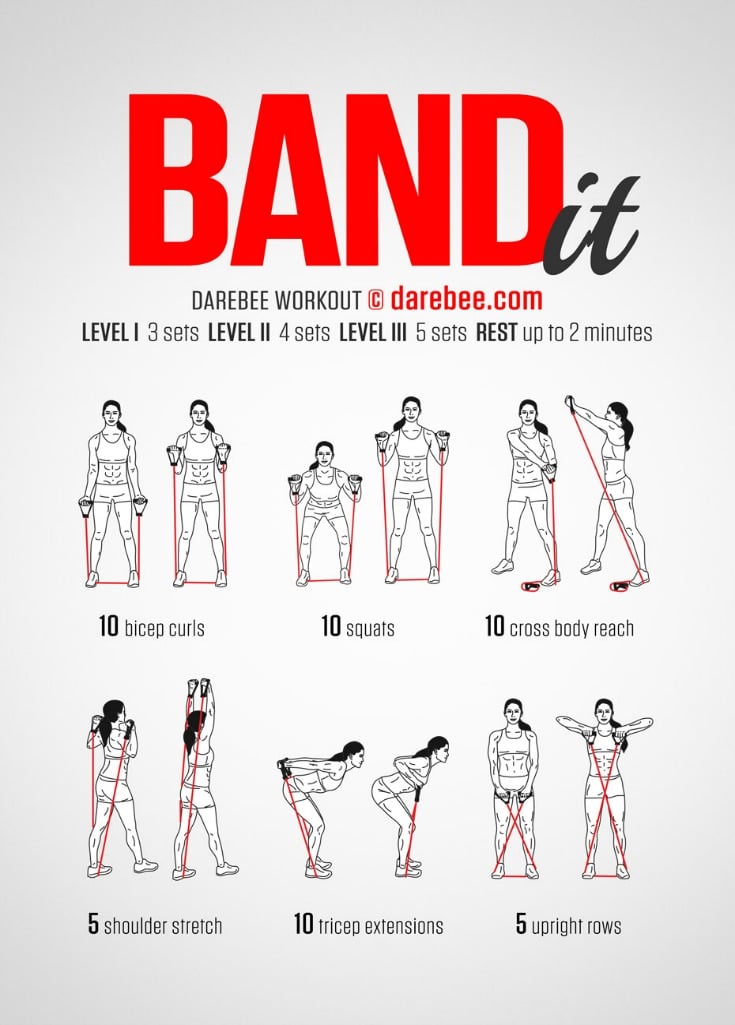 BANDit
DAREBEE WORKOUT © darebee.com
LEVEL I 3 sets LEVEL II 4 sets LEVEL III 5 sets REST up to 2 minutes
10 bicep curls
10 squats
10 cross body reach
5 shoulder stretch
10 tricep extensions
5 upright rows